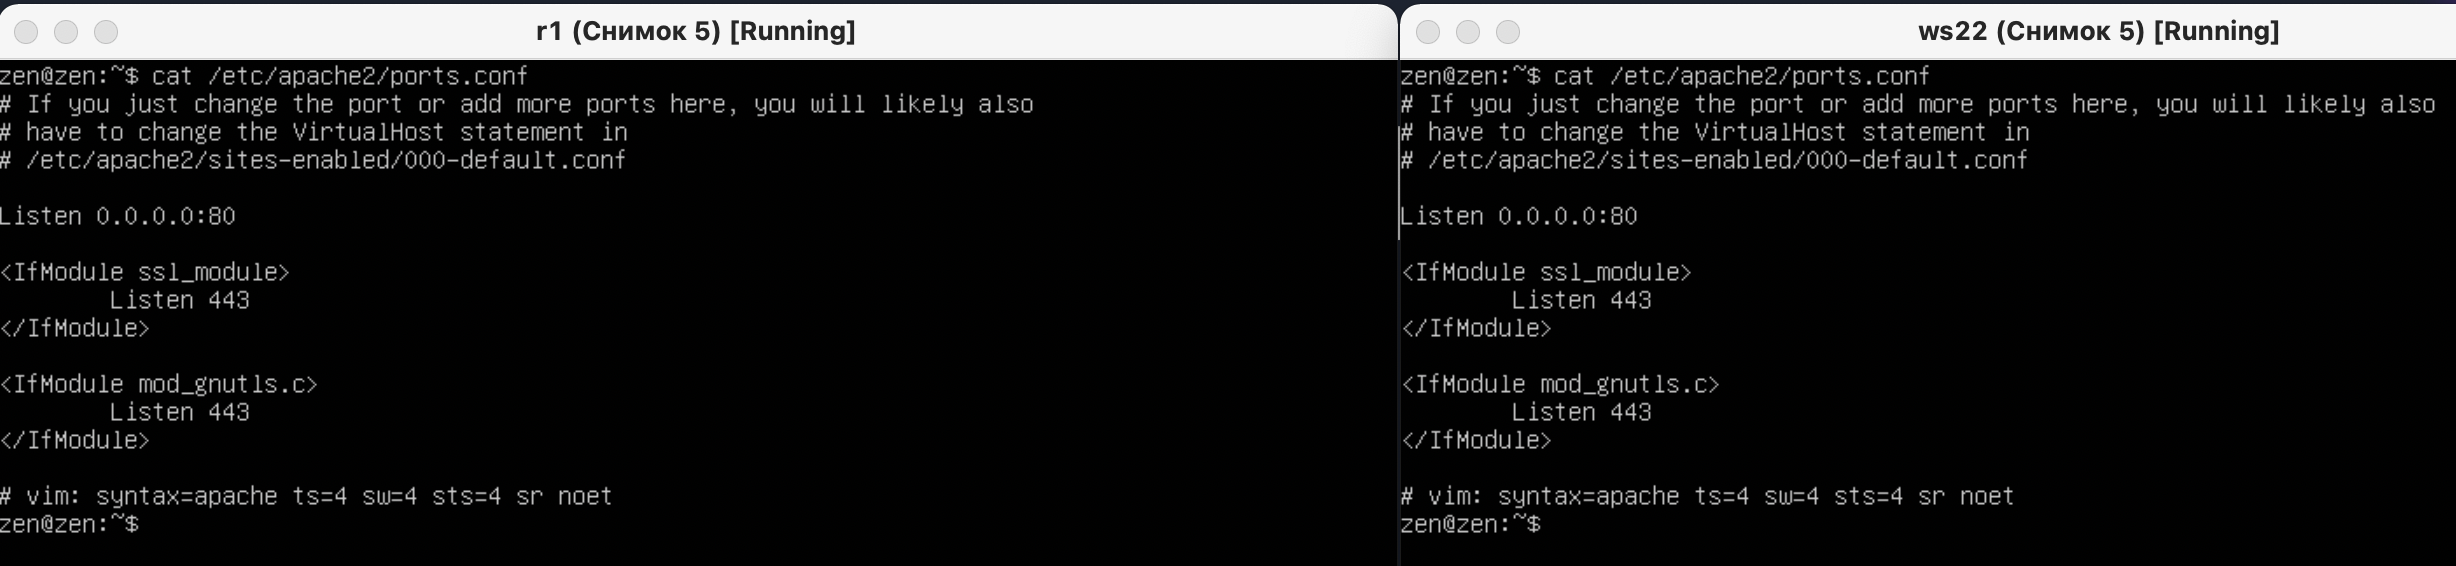 r1 (Снимок 5) [Running]
zen@zen:~$ cat /etc/apache2/ports.conf
# If you just change the port or add more ports here, you will likely also
# have to change the VirtualHost statement in
# /etc/apache2/sites-enabled/000-default.conf
Listen 0.0.0.0:80
<IfModule ssl_module>
        Listen 443
</IfModule>
<IfModule mod_gnutls.c>
        Listen 443
</IfModule>
# vim: syntax=apache ts=4 sw=4 sts=4 sr noet
zen@zen:~$
ws22 (Снимок 5) [Running]
zen@zen:~$ cat /etc/apache2/ports.conf
# If you just change the port or add more ports here, you will likely also
# have to change the VirtualHost statement in
# /etc/apache2/sites-enabled/000-default.conf
Listen 0.0.0.0:80
<IfModule ssl_module>
        Listen 443
</IfModule>
<IfModule mod_gnutls.c>
        Listen 443
</IfModule>
# vim: syntax=apache ts=4 sw=4 sts=4 sr noet
zen@zen:~$